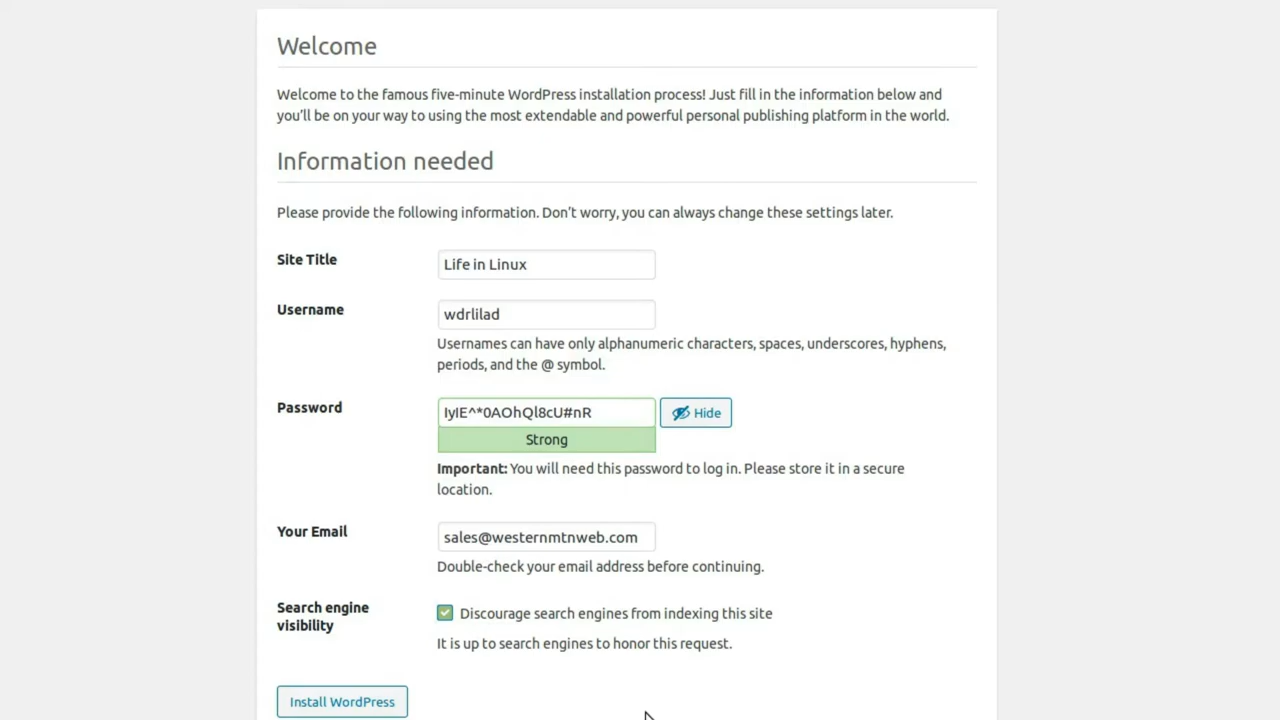 Welcome
Welcome to the famous five-minute WordPress installation process! Just fill in the information below and
you'll be on your way to using the most extendable and powerful personal publishing platform in the world.
Information needed
Please provide the following information. Don't worry, you can always change these settings later.
Site Title
Life in Linux
Username
wdrlilad
Usernames can have only alphanumeric characters, spaces, underscores, hyphens,
periods, and the @ symbol.
Password
IyIE^*0AOhQl8cU#nR
Hide
Strong
Important: You will need this password to log in. Please store it in a secure
location.
Your Email
sales@westernmtnweb.com
Double-check your email address before continuing.
Search engine
visibility
Discourage search engines from indexing this site
It is up to search engines to honor this request.
Install WordPress